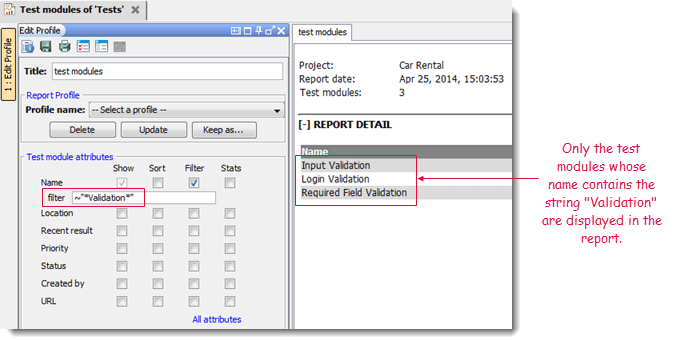 Test modules of 'Tests'
1 : Edit Profile
Edit Profile
Title: test modules
Report Profile
Profile name: -- Select a profile --
Delete Update Keep as...
Test module attributes
Show Sort Filter Stats
Name
filter ~"*Validation*"
Location
Recent result
Priority
Status
Created by
URL
All attributes
test modules
Project: Car Rental
Report date: Apr 25, 2014, 15:03:53
Test modules: 3
[-] REPORT DETAIL
Name
Input Validation
Login Validation
Required Field Validation
Only the test
modules whose
name contains the
string "Validation"
are displayed in the
report.